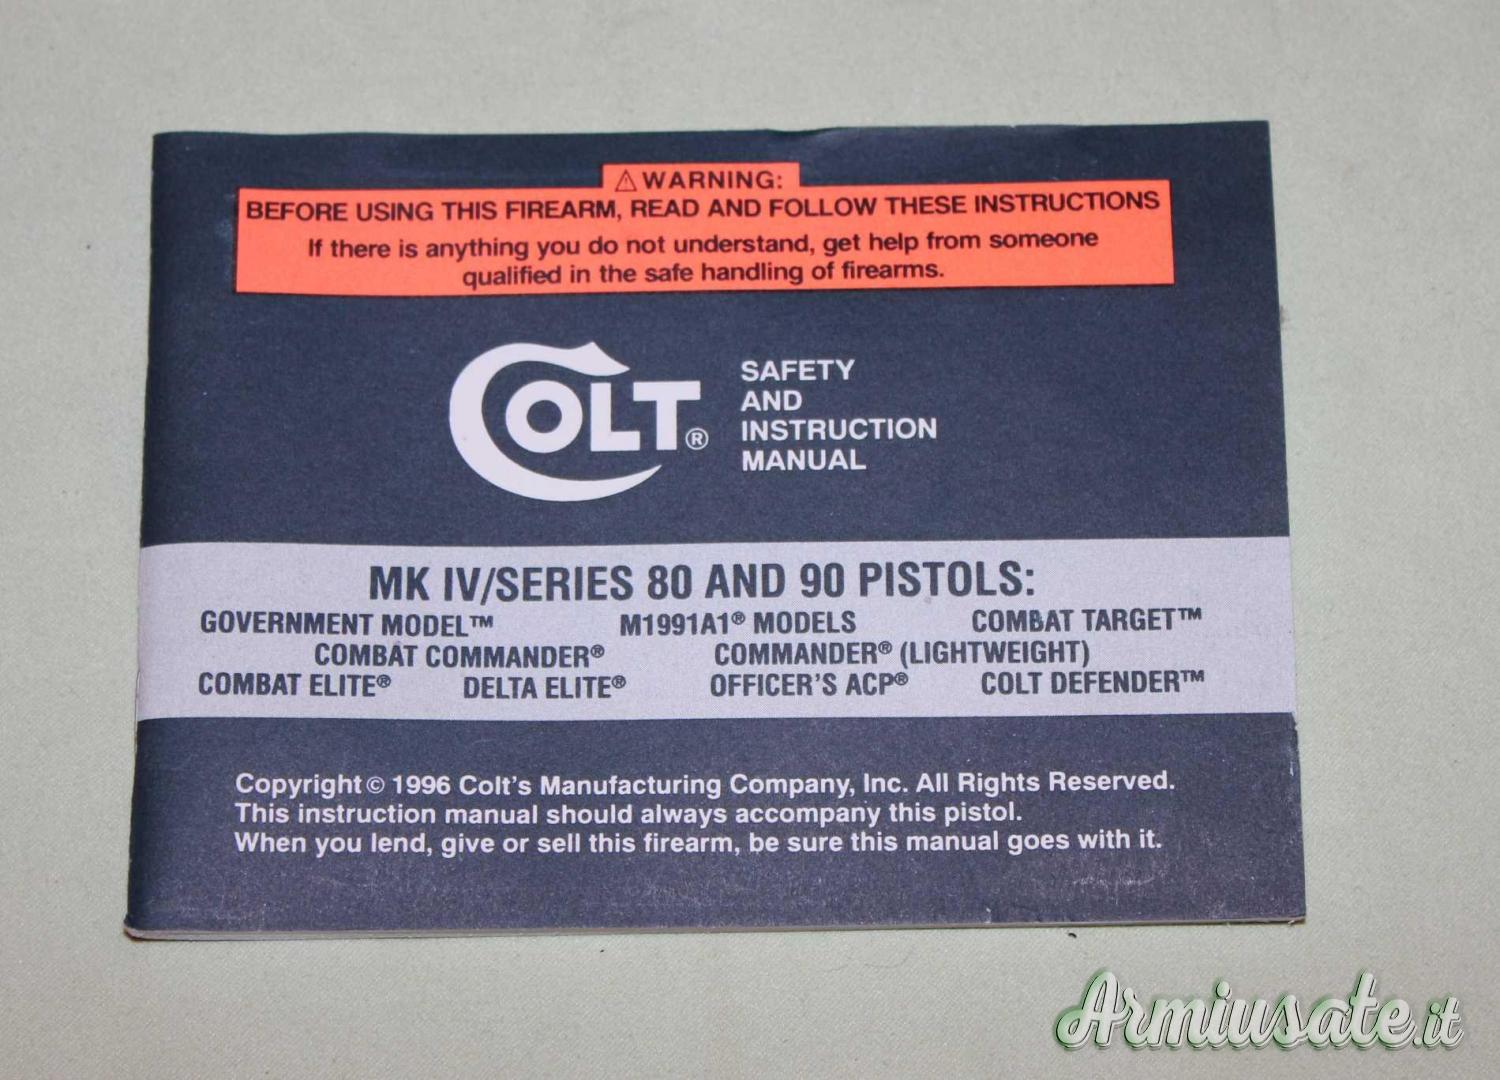 ⚠ WARNING:
BEFORE USING THIS FIREARM, READ AND FOLLOW THESE INSTRUCTIONS
If there is anything you do not understand, get help from someone
qualified in the safe handling of firearms.
COLT®
SAFETY
AND
INSTRUCTION
MANUAL
MK IV/SERIES 80 AND 90 PISTOLS:
GOVERNMENT MODEL™ M1991A1® MODELS COMBAT TARGET™
COMBAT COMMANDER® COMMANDER® (LIGHTWEIGHT)
COMBAT ELITE® DELTA ELITE® OFFICER'S ACP® COLT DEFENDER™
Copyright © 1996 Colt's Manufacturing Company, Inc. All Rights Reserved.
This instruction manual should always accompany this pistol.
When you lend, give or sell this firearm, be sure this manual goes with it.
Armiusate.it